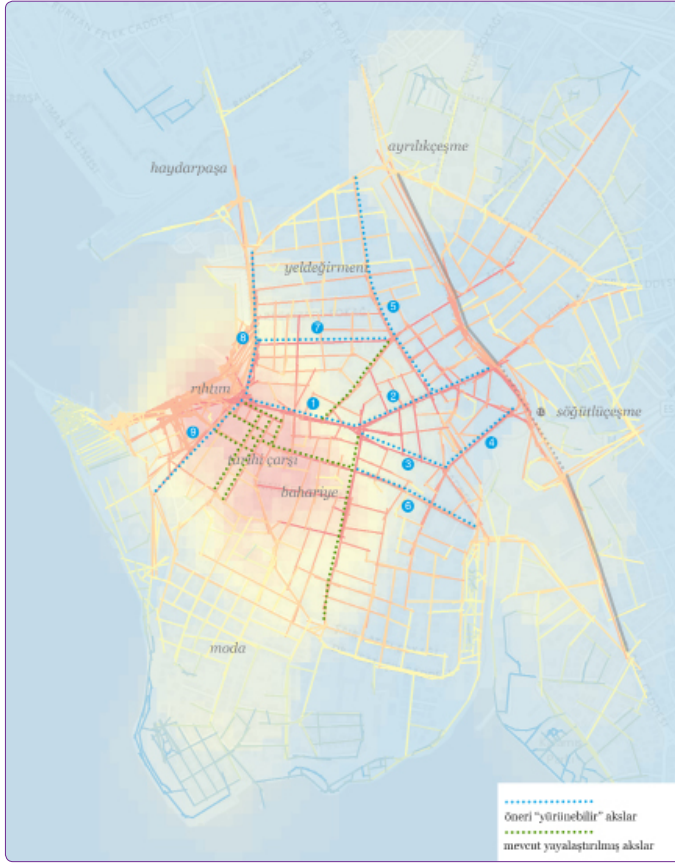 ayrılıkçeşme
haydarpaşa
yeldeğirmeni
5
7
8
rıhtım
2
1
söğütlüçeşme
9
4
tarihi çarşı
3
bahariye
6
moda
öneri "yürünebilir" akslar
mevcut yayalaştırılmış akslar